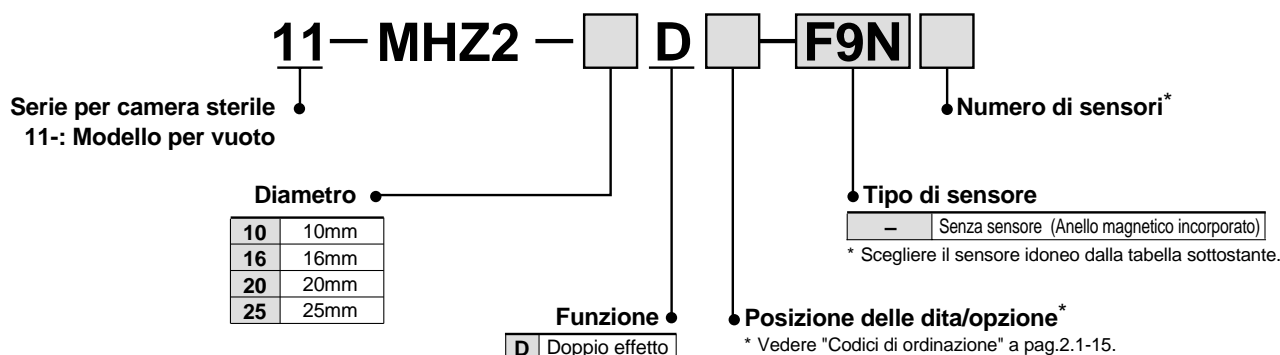 11 — MHZ2 — D — F9N
Serie per camera sterile
11-: Modello per vuoto
Numero di sensori*
Diametro
10 10mm
16 16mm
20 20mm
25 25mm
Tipo di sensore
– Senza sensore (Anello magnetico incorporato)
* Scegliere il sensore idoneo dalla tabella sottostante.
Funzione
D Doppio effetto
Posizione delle dita/opzione*
* Vedere "Codici di ordinazione" a pag.2.1-15.